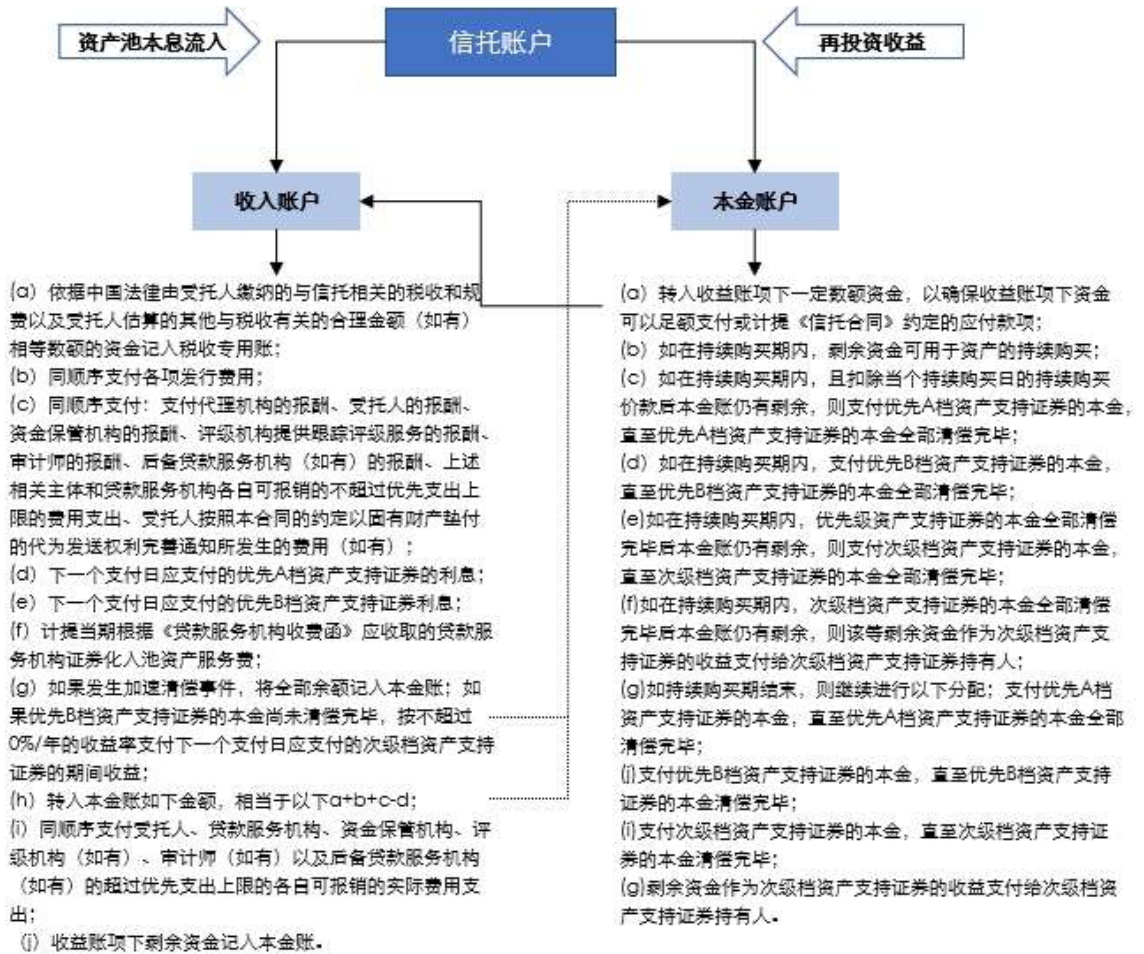 资产池本息流入
信托账户
再投资收益
收入账户
本金账户
(a) 依据中国法律由受托人缴纳的与信托相关的税收和规
费以及受托人估算的其他与税收有关的合理金额（如有）
相等数额的资金记入税收专用账；
(b) 同顺序支付各项发行费用；
(c) 同顺序支付：支付代理机构的报酬、受托人的报酬、
资金保管机构的报酬、评级机构提供跟踪评级服务的报酬、
审计师的报酬、后备贷款服务机构（如有）的报酬、上述
相关主体和贷款服务机构各自可报销的不超过优先支出上
限的费用支出、受托人按照本合同的约定以固有财产垫付
的代为发送权利完善通知所发生的费用（如有）；
(d) 下一个支付日应支付的优先A档资产支持证券的利息；
(e) 下一个支付日应支付的优先B档资产支持证券利息；
(f) 计提当期根据《贷款服务机构收费函》应收取的贷款服
务机构证券化入池资产服务费；
(g) 如果发生加速清偿事件，将全部余额记入本金账；如
果优先B档资产支持证券的本金尚未清偿完毕，按不超过
0%/年的收益率支付下一个支付日应支付的次级档资产支持
证券的期间收益；
(h) 转入本金账如下金额，相当于以下a+b+c-d；
(i) 同顺序支付受托人、贷款服务机构、资金保管机构、评
级机构（如有）、审计师（如有）以及后备贷款服务机构
（如有）的超过优先支出上限的各自可报销的实际费用支
出；
(j) 收益账项下剩余资金记入本金账。
(a) 转入收益账项下一定数额资金，以确保收益账项下资金
可以足额支付或计提《信托合同》约定的应付款项；
(b) 如在持续购买期内，剩余资金可用于资产的持续购买；
(c) 如在持续购买期内，且扣除当个持续购买日的持续购买
价款后本金账仍有剩余，则支付优先A档资产支持证券的本金，
直至优先A档资产支持证券的本金全部清偿完毕；
(d) 如在持续购买期内，支付优先B档资产支持证券的本金，
直至优先B档资产支持证券的本金全部清偿完毕；
(e)如在持续购买期内，优先级资产支持证券的本金全部清偿
完毕后本金账仍有剩余，则支付次级档资产支持证券的本金，
直至次级档资产支持证券的本金全部清偿完毕；
(f)如在持续购买期内，次级档资产支持证券的本金全部清偿
完毕后本金账仍有剩余，则该等剩余资金作为次级档资产支
持证券的收益支付给次级档资产支持证券持有人；
(g)如持续购买期结束，则继续进行以下分配；支付优先A档
资产支持证券的本金，直至优先A档资产支持证券的本金全部
清偿完毕；
(j)支付优先B档资产支持证券的本金，直至优先B档资产支持
证券的本金清偿完毕；
(i)支付次级档资产支持证券的本金，直至次级档资产支持证
券的本金清偿完毕；
(g)剩余资金作为次级档资产支持证券的收益支付给次级档资
产支持证券持有人。